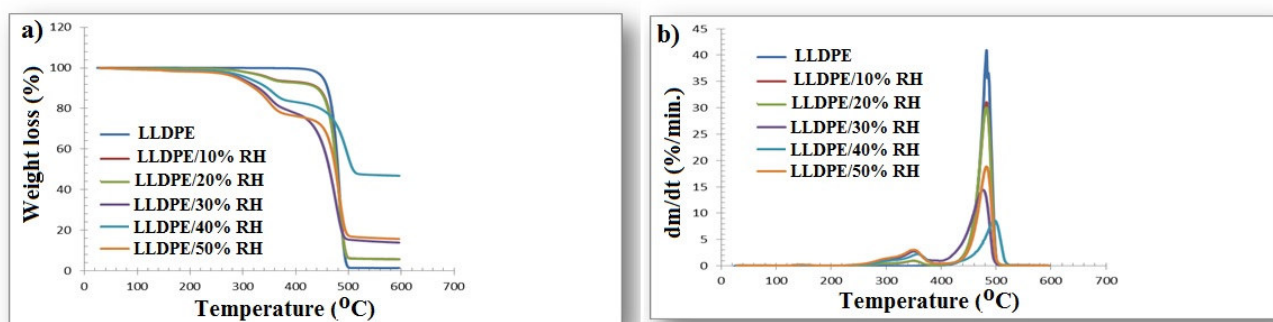 a)
120
100
80
60
40
20
0
Weight loss (%)
LLDPE
LLDPE/10% RH
LLDPE/20% RH
LLDPE/30% RH
LLDPE/40% RH
LLDPE/50% RH
0 100 200 300 400 500 600 700
Temperature (⁰C)
b)
45
40
35
30
25
20
15
10
5
0
dm/dt (%/min.)
LLDPE
LLDPE/10% RH
LLDPE/20% RH
LLDPE/30% RH
LLDPE/40% RH
LLDPE/50% RH
0 100 200 300 400 500 600 700
Temperature (⁰C)